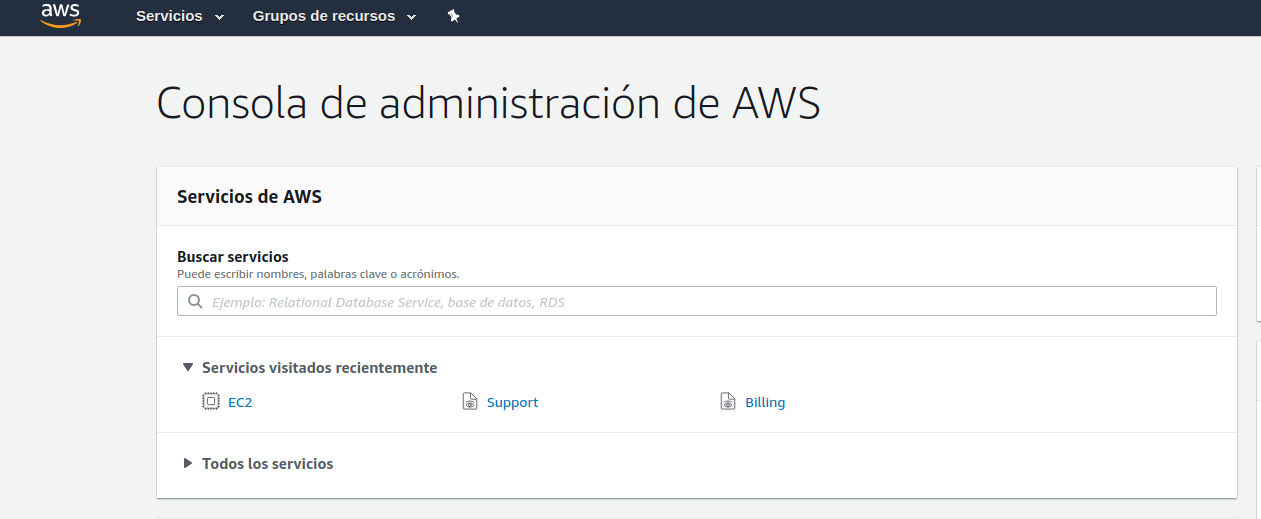 aws
Servicios Grupos de recursos
Consola de administración de AWS
Servicios de AWS
Buscar servicios
Puede escribir nombres, palabras clave o acrónimos.
Ejemplo: Relational Database Service, base de datos, RDS
Servicios visitados recientemente
EC2 Support Billing
Todos los servicios